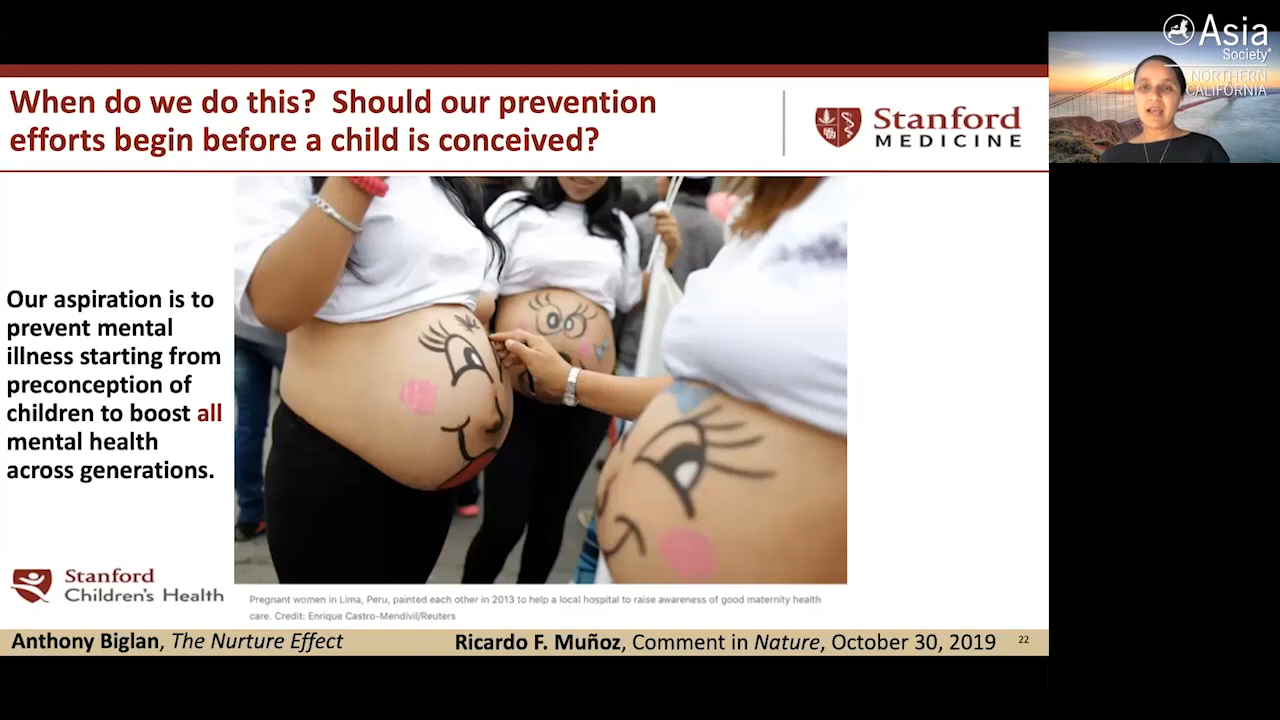 When do we do this? Should our prevention
efforts begin before a child is conceived?
Stanford
MEDICINE
Asia
Society
NORTHERN
CALIFORNIA
Our aspiration is to
prevent mental
illness starting from
preconception of
children to boost all
mental health
across generations.
Stanford
Children's Health
Pregnant women in Lima, Peru, painted each other in 2013 to help a local hospital to raise awareness of good maternity health
care. Credit: Enrique Castro-Mendivil/Reuters
Anthony Biglan, The Nurture Effect
Ricardo F. Muñoz, Comment in Nature, October 30, 2019
22